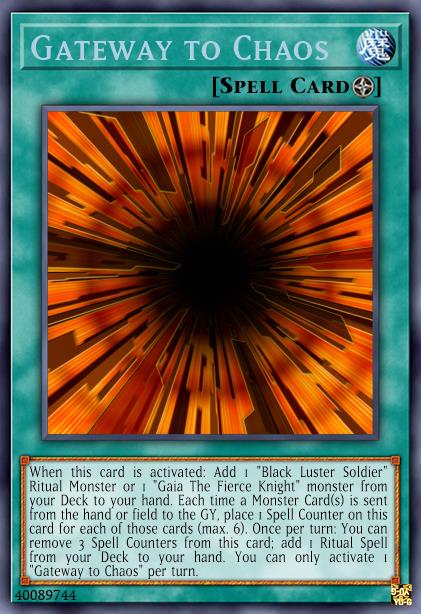 GATEWAY TO CHAOS
魔
[SPELL CARD]
When this card is activated: Add 1 "Black Luster Soldier"
Ritual Monster or 1 "Gaia The Fierce Knight" monster from
your Deck to your hand. Each time a Monster Card(s) is sent
from the hand or field to the GY, place 1 Spell Counter on this
card for each of those cards (max. 6). Once per turn: You can
remove 3 Spell Counters from this card; add 1 Ritual Spell
from your Deck to your hand. You can only activate 1
"Gateway to Chaos" per turn.
40089744